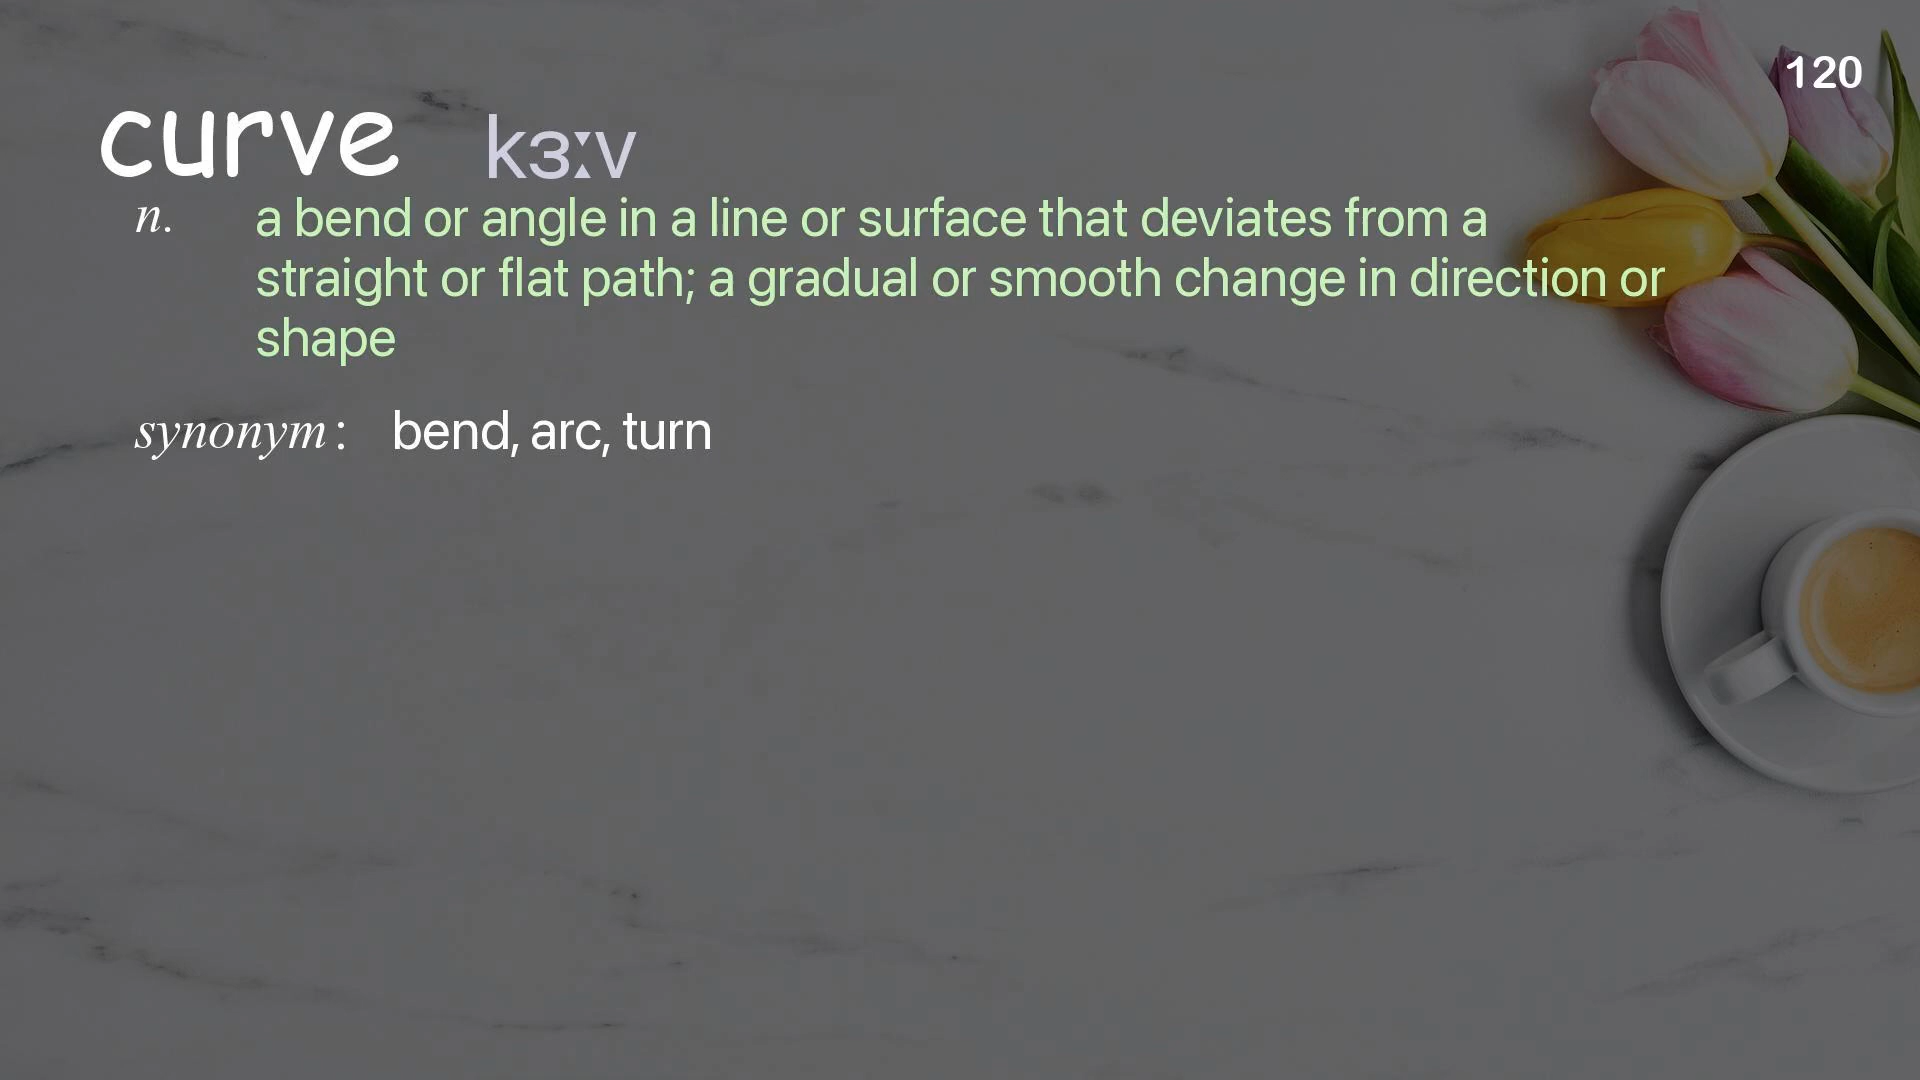 120
curve kɜːv
n. a bend or angle in a line or surface that deviates from a
straight or flat path; a gradual or smooth change in direction or
shape
synonym: bend, arc, turn